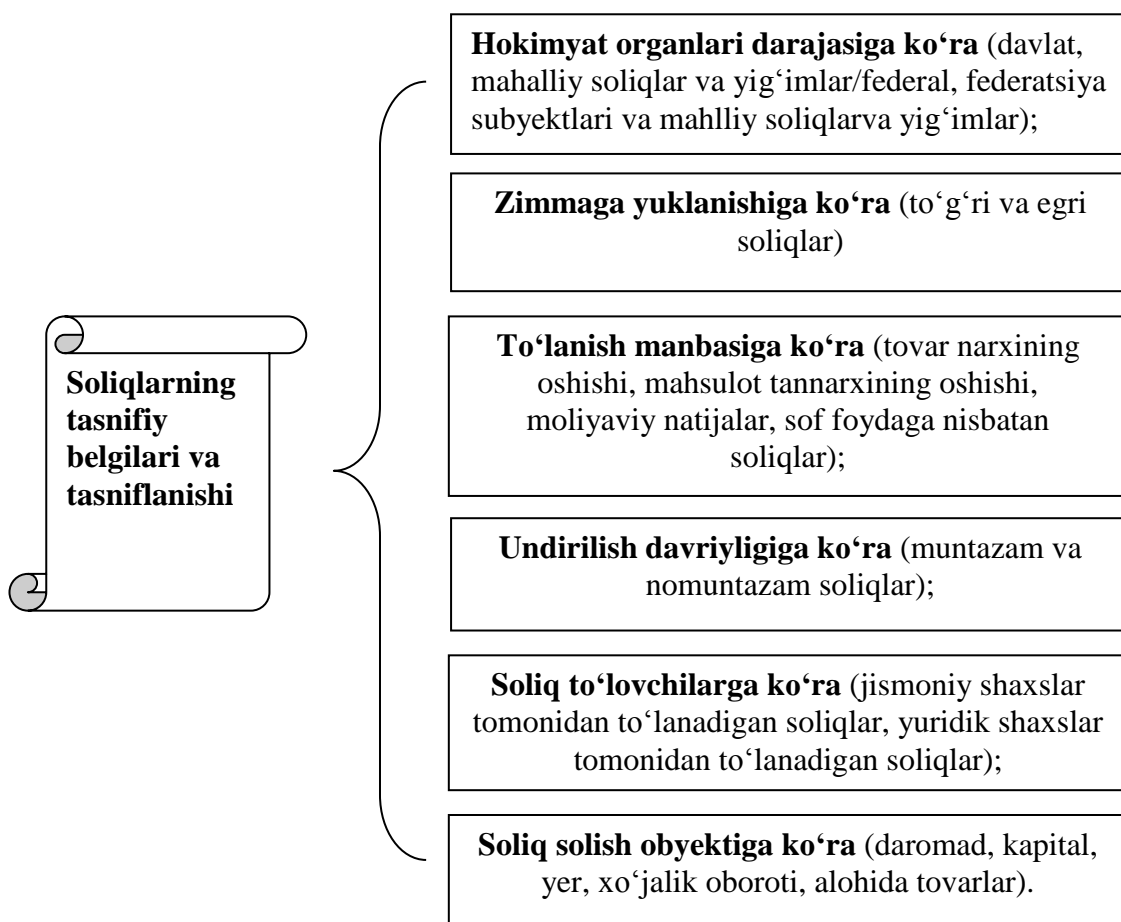 Soliqlarning
tasnifiy
belgilari va
tasniflanishi
Hokimyat organlari darajasiga ko‘ra (davlat,
mahalliy soliqlar va yig‘imlar/federal, federatsiya
subyektlari va mahlliy soliqlarva yig‘imlar);
Zimmaga yuklanishiga ko‘ra (to‘g‘ri va egri
soliqlar)
To‘lanish manbasiga ko‘ra (tovar narxining
oshishi, mahsulot tannarxining oshishi,
moliyaviy natijalar, sof foydaga nisbatan
soliqlar);
Undirilish davriyligiga ko‘ra (muntazam va
nomuntazam soliqlar);
Soliq to‘lovchilarga ko‘ra (jismoniy shaxslar
tomonidan to‘lanadigan soliqlar, yuridik shaxslar
tomonidan to‘lanadigan soliqlar);
Soliq solish obyektiga ko‘ra (daromad, kapital,
yer, xo‘jalik oboroti, alohida tovarlar).